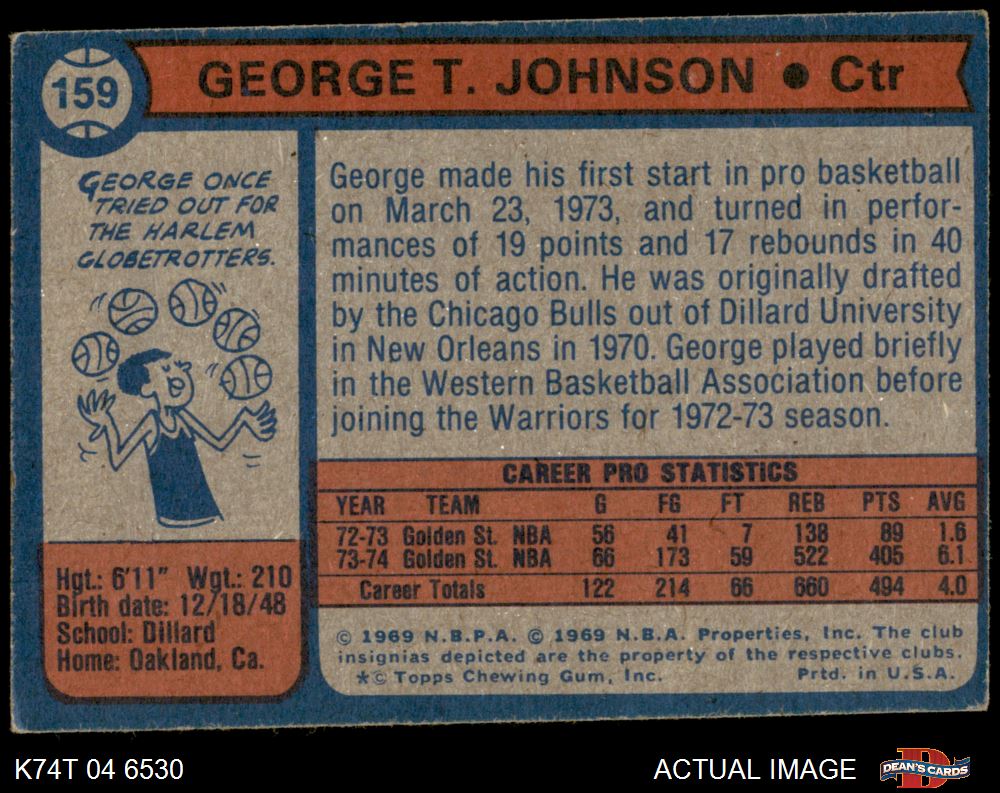 159
GEORGE T. JOHNSON ● Ctr
GEORGE ONCE
TRIED OUT FOR
THE HARLEM
GLOBETROTTERS.
George made his first start in pro basketball
on March 23, 1973, and turned in perfor-
mances of 19 points and 17 rebounds in 40
minutes of action. He was originally drafted
by the Chicago Bulls out of Dillard University
in New Orleans in 1970. George played briefly
in the Western Basketball Association before
joining the Warriors for 1972-73 season.
Hgt.: 6'11" Wgt.: 210
Birth date: 12/18/48
School: Dillard
Home: Oakland, Ca.
CAREER PRO STATISTICS
YEAR TEAM G FG FT REB PTS AVG
72-73 Golden St. NBA 56 41 7 138 89 1.6
73-74 Golden St. NBA 66 173 59 522 405 6.1
Career Totals 122 214 66 660 494 4.0
© 1969 N.B.P.A. © 1969 N.B.A. Properties, Inc. The club
insignias depicted are the property of the respective clubs.
*© Topps Chewing Gum, Inc. Prtd. in U.S.A.
K74T 04 6530
ACTUAL IMAGE
D
DEAN'S CARDS